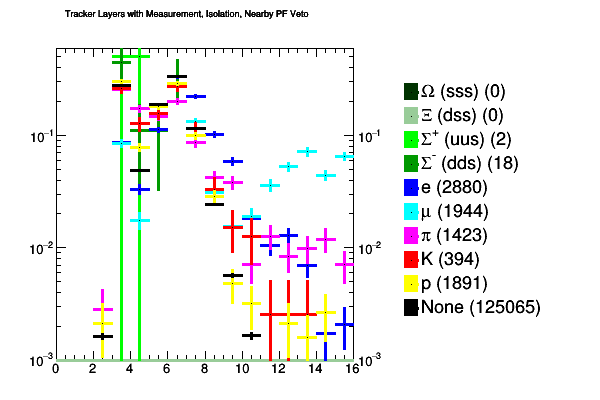 Tracker Layers with Measurement, Isolation, Nearby PF Veto
10⁻¹
10⁻²
10⁻³
10⁻¹
10⁻²
10⁻³
0 2 4 6 8 10 12 14 16
Ω (sss) (0)
Ξ (dss) (0)
Σ⁺ (uus) (2)
Σ⁻ (dds) (18)
e (2880)
μ (1944)
π (1423)
K (394)
p (1891)
None (125065)